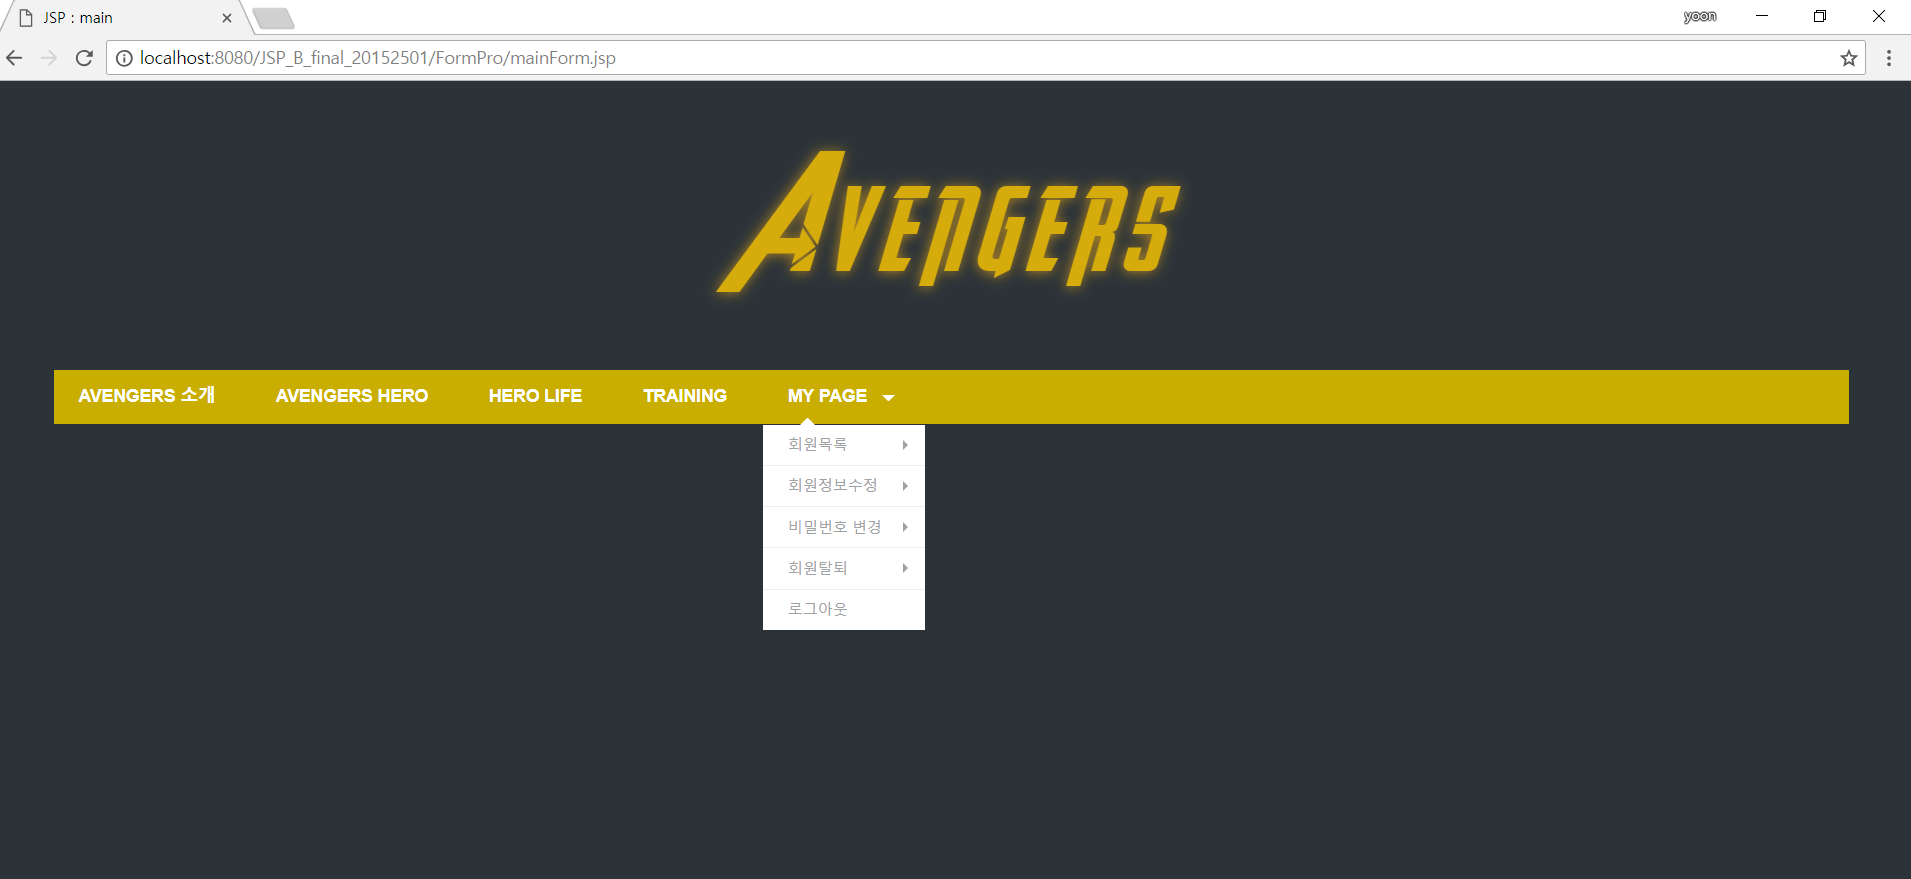 JSP : main
yoon
localhost:8080/JSP_B_final_20152501/FormPro/mainForm.jsp
AVENGERS
AVENGERS 소개 AVENGERS HERO HERO LIFE TRAINING MY PAGE
회원목록
회원정보수정
비밀번호 변경
회원탈퇴
로그아웃